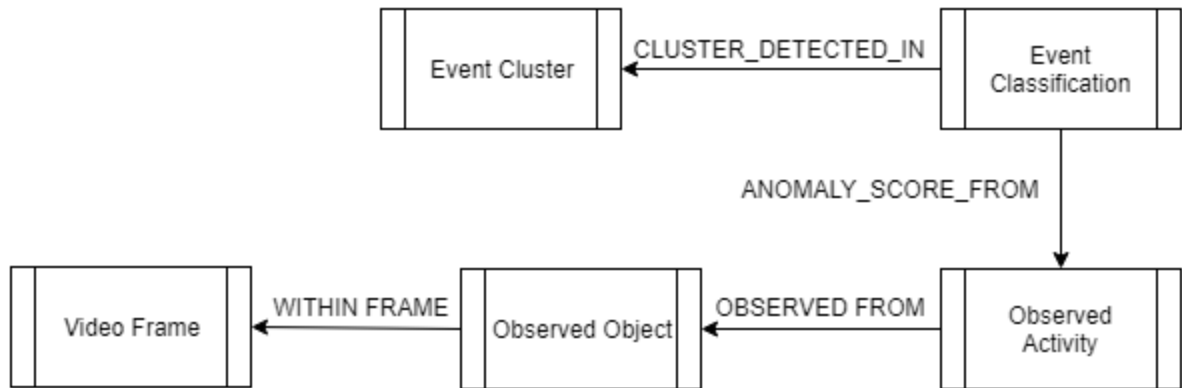 Event Cluster
CLUSTER_DETECTED_IN
Event
Classification
ANOMALY_SCORE_FROM
Video Frame
WITHIN FRAME
Observed Object
OBSERVED FROM
Observed
Activity